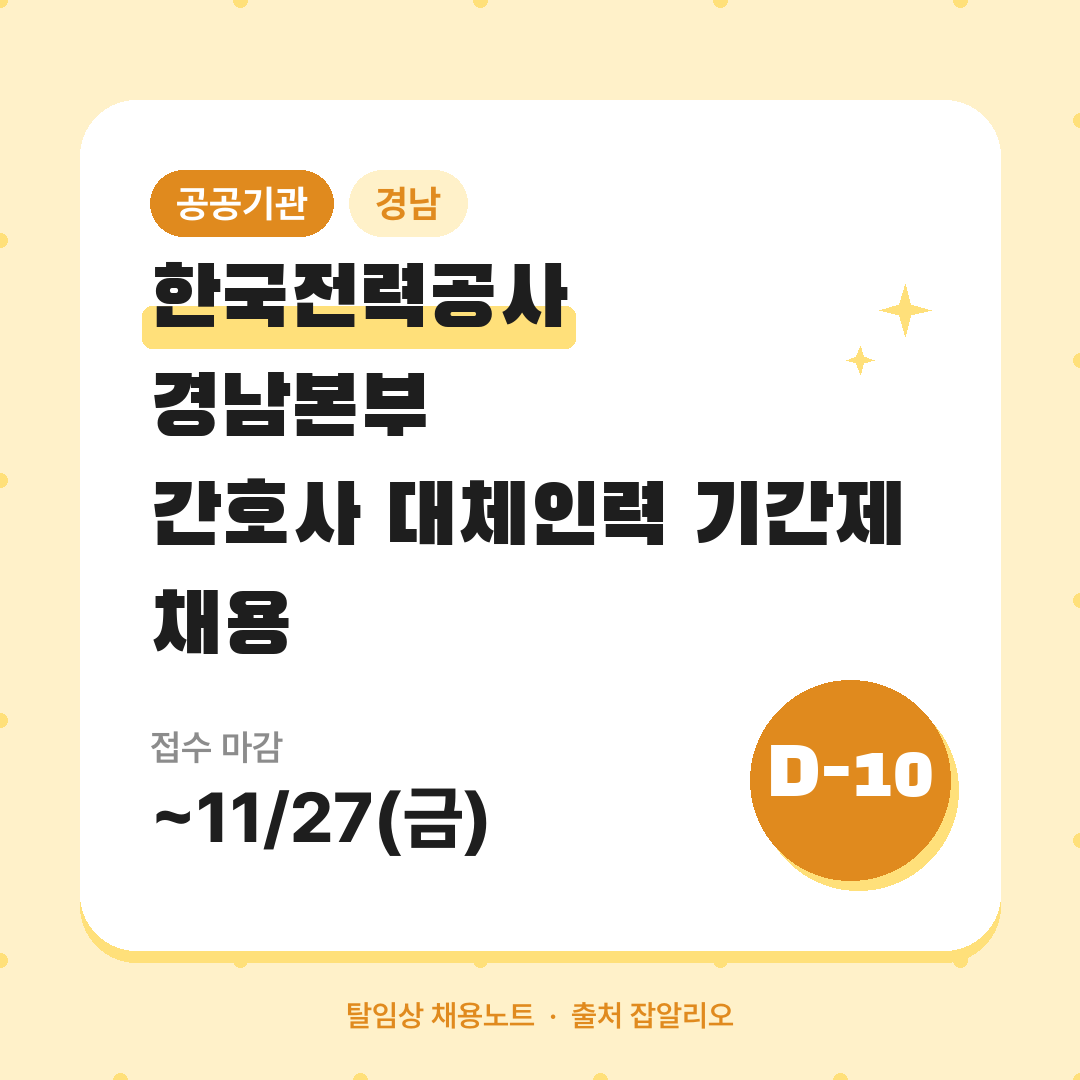 공공기관 경남
한국전력공사
경남본부
간호사 대체인력 기간제
채용
접수 마감
~11/27(금)
D-10
탈임상 채용노트 · 출처 잡알리오